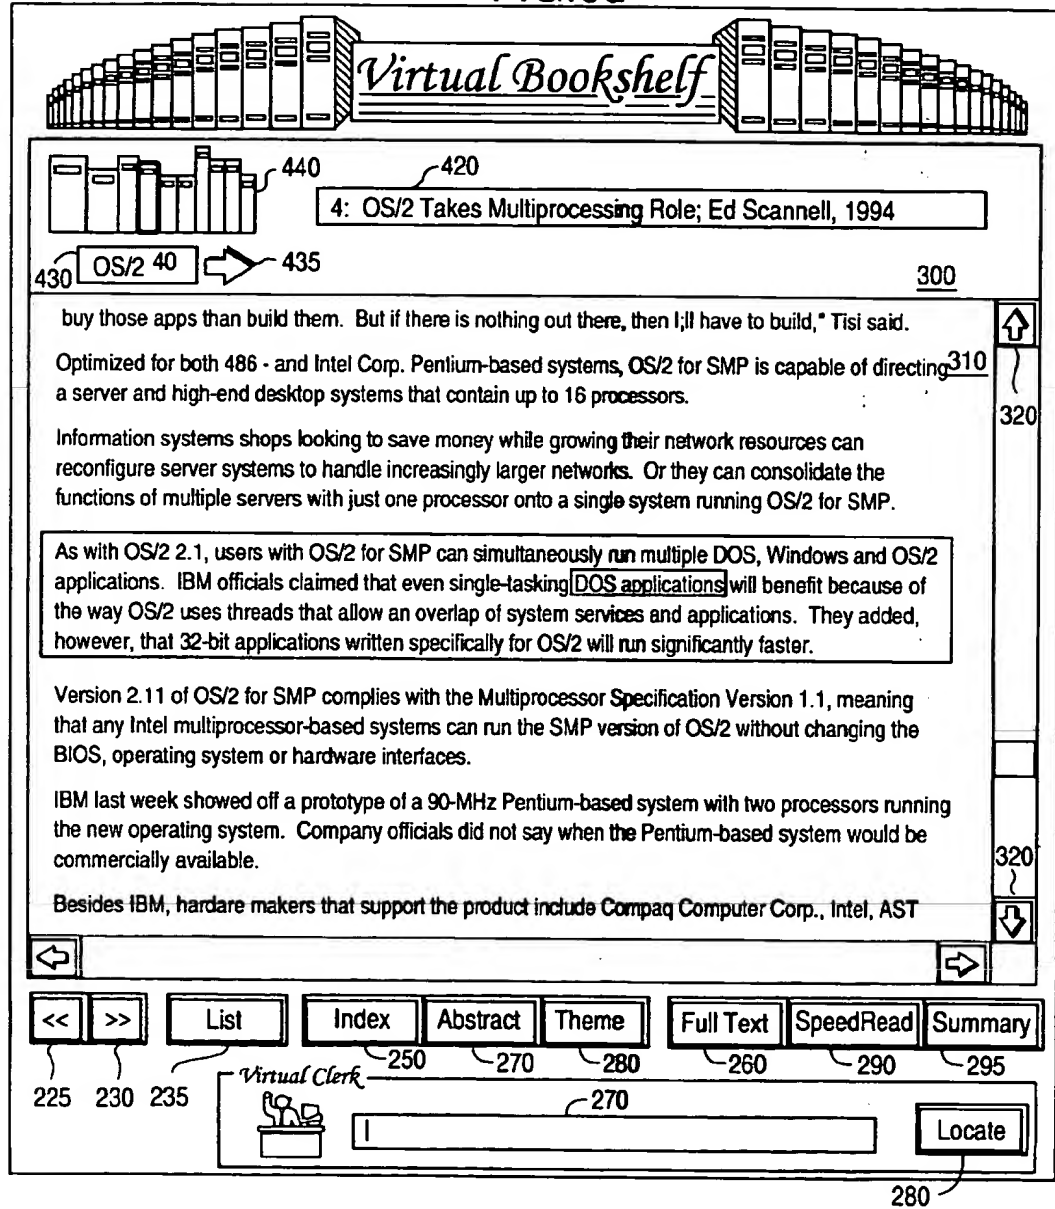 Virtual Bookshelf
440
420
4: OS/2 Takes Multiprocessing Role; Ed Scannell, 1994
430
OS/2 40
435
300
buy those apps than build them. But if there is nothing out there, then I;ll have to build," Tisi said.
Optimized for both 486 - and Intel Corp. Pentium-based systems, OS/2 for SMP is capable of directing
310
a server and high-end desktop systems that contain up to 16 processors.
320
Information systems shops looking to save money while growing their network resources can
reconfigure server systems to handle increasingly larger networks. Or they can consolidate the
functions of multiple servers with just one processor onto a single system running OS/2 for SMP.
As with OS/2 2.1, users with OS/2 for SMP can simultaneously run multiple DOS, Windows and OS/2
applications. IBM officials claimed that even single-tasking DOS applications will benefit because of
the way OS/2 uses threads that allow an overlap of system services and applications. They added,
however, that 32-bit applications written specifically for OS/2 will run significantly faster.
Version 2.11 of OS/2 for SMP complies with the Multiprocessor Specification Version 1.1, meaning
that any Intel multiprocessor-based systems can run the SMP version of OS/2 without changing the
BIOS, operating system or hardware interfaces.
IBM last week showed off a prototype of a 90-MHz Pentium-based system with two processors running
the new operating system. Company officials did not say when the Pentium-based system would be
commercially available.
320
Besides IBM, hardare makers that support the product include Compaq Computer Corp., Intel, AST
<< >> List Index Abstract Theme Full Text SpeedRead Summary
250 270 280 260 290 295
225 230 235
Virtual Clerk
270
Locate
280